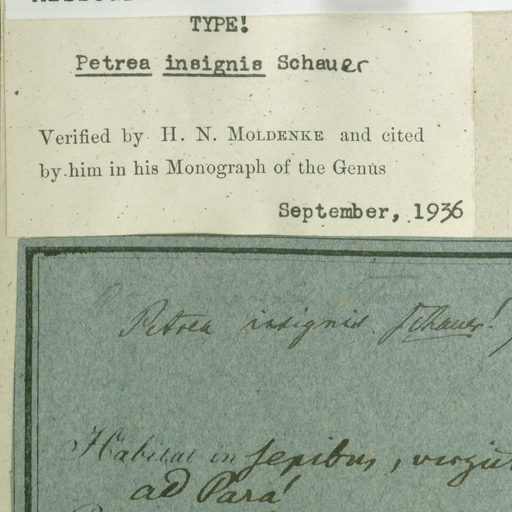 TYPE!
Petrea insignis Schauer
Verified by H. N. MOLDENKE and cited
by him in his Monograph of the Genus
September, 1936
Petrea insignis. Schauer!
Habitat in sepibus,
ad Para!